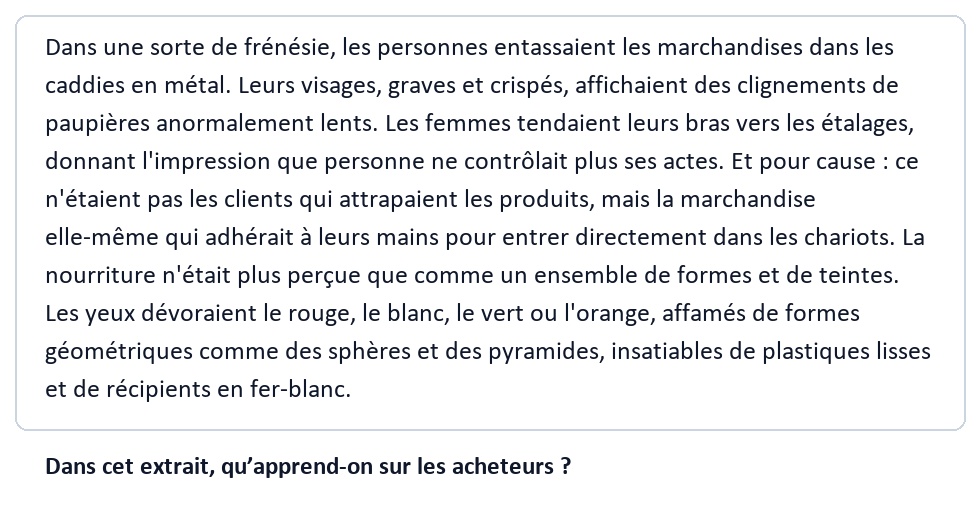 Dans une sorte de frénésie, les personnes entassaient les marchandises dans les
caddies en métal. Leurs visages, graves et crispés, affichaient des clignements de
paupières anormalement lents. Les femmes tendaient leurs bras vers les étalages,
donnant l'impression que personne ne contrôlait plus ses actes. Et pour cause : ce
n'étaient pas les clients qui attrapaient les produits, mais la marchandise
elle-même qui adhérait à leurs mains pour entrer directement dans les chariots. La
nourriture n'était plus perçue que comme un ensemble de formes et de teintes.
Les yeux dévoraient le rouge, le blanc, le vert ou l'orange, affamés de formes
géométriques comme des sphères et des pyramides, insatiables de plastiques lisses
et de récipients en fer-blanc.
Dans cet extrait, qu’apprend-on sur les acheteurs ?